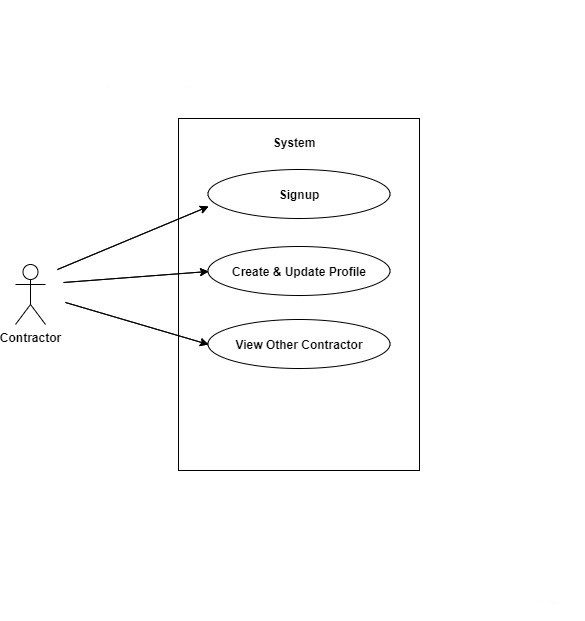 System
Signup
Create & Update Profile
View Other Contractor
Contractor